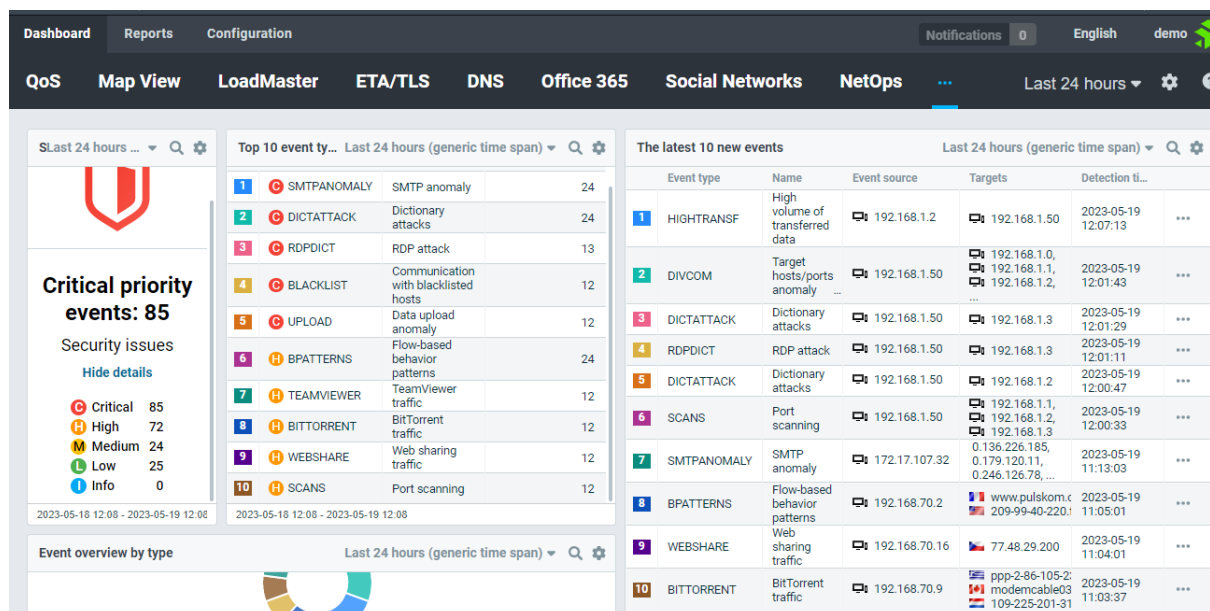 Dashboard Reports Configuration Notifications 0 English demo
QoS Map View LoadMaster ETA/TLS DNS Office 365 Social Networks NetOps ... Last 24 hours
Last 24 hours ...
Critical priority
events: 85
Security issues
Hide details
C Critical 85
H High 72
M Medium 24
L Low 25
I Info 0
2023-05-18 12:08 - 2023-05-19 12:08
Top 10 event ty... Last 24 hours (generic time span)
1 C SMTPANOMALY SMTP anomaly 24
2 C DICTATTACK Dictionary
attacks 24
3 C RDPDICT RDP attack 13
4 C BLACKLIST Communication
with blacklisted
hosts 12
5 C UPLOAD Data upload
anomaly 12
6 H BPATTERNS Flow-based
behavior
patterns 24
7 H TEAMVIEWER TeamViewer
traffic 12
8 H BITTORRENT BitTorrent
traffic 12
9 H WEBSHARE Web sharing
traffic 12
10 H SCANS Port scanning 12
2023-05-18 12:08 - 2023-05-19 12:08
The latest 10 new events Last 24 hours (generic time span)
Event type Name Event source Targets Detection ti...
1 HIGHTRANSF High
volume of
transferred
data 192.168.1.2 192.168.1.50 2023-05-19
12:07:13
2 DIVCOM Target
hosts/ports
anomaly ... 192.168.1.50 192.168.1.0,
192.168.1.1,
192.168.1.2,
... 2023-05-19
12:01:43
3 DICTATTACK Dictionary
attacks 192.168.1.50 192.168.1.3 2023-05-19
12:01:29
4 RDPDICT RDP attack 192.168.1.50 192.168.1.3 2023-05-19
12:01:11
5 DICTATTACK Dictionary
attacks 192.168.1.50 192.168.1.2 2023-05-19
12:00:47
6 SCANS Port
scanning 192.168.1.50 192.168.1.1,
192.168.1.2,
192.168.1.3 2023-05-19
12:00:33
7 SMTPANOMALY SMTP
anomaly 172.17.107.32 0.136.226.185,
0.179.120.11,
0.246.126.78, ... 2023-05-19
11:13:03
8 BPATTERNS Flow-based
behavior
patterns 192.168.70.2 www.pulskom.
209-99-40-220. 2023-05-19
11:05:01
9 WEBSHARE Web
sharing
traffic 192.168.70.16 77.48.29.200 2023-05-19
11:04:01
10 BITTORRENT BitTorrent
traffic 192.168.70.9 ppp-2-86-105-2
modemcable03
109-225-201-31 2023-05-19
11:03:37
Event overview by type Last 24 hours (generic time span)